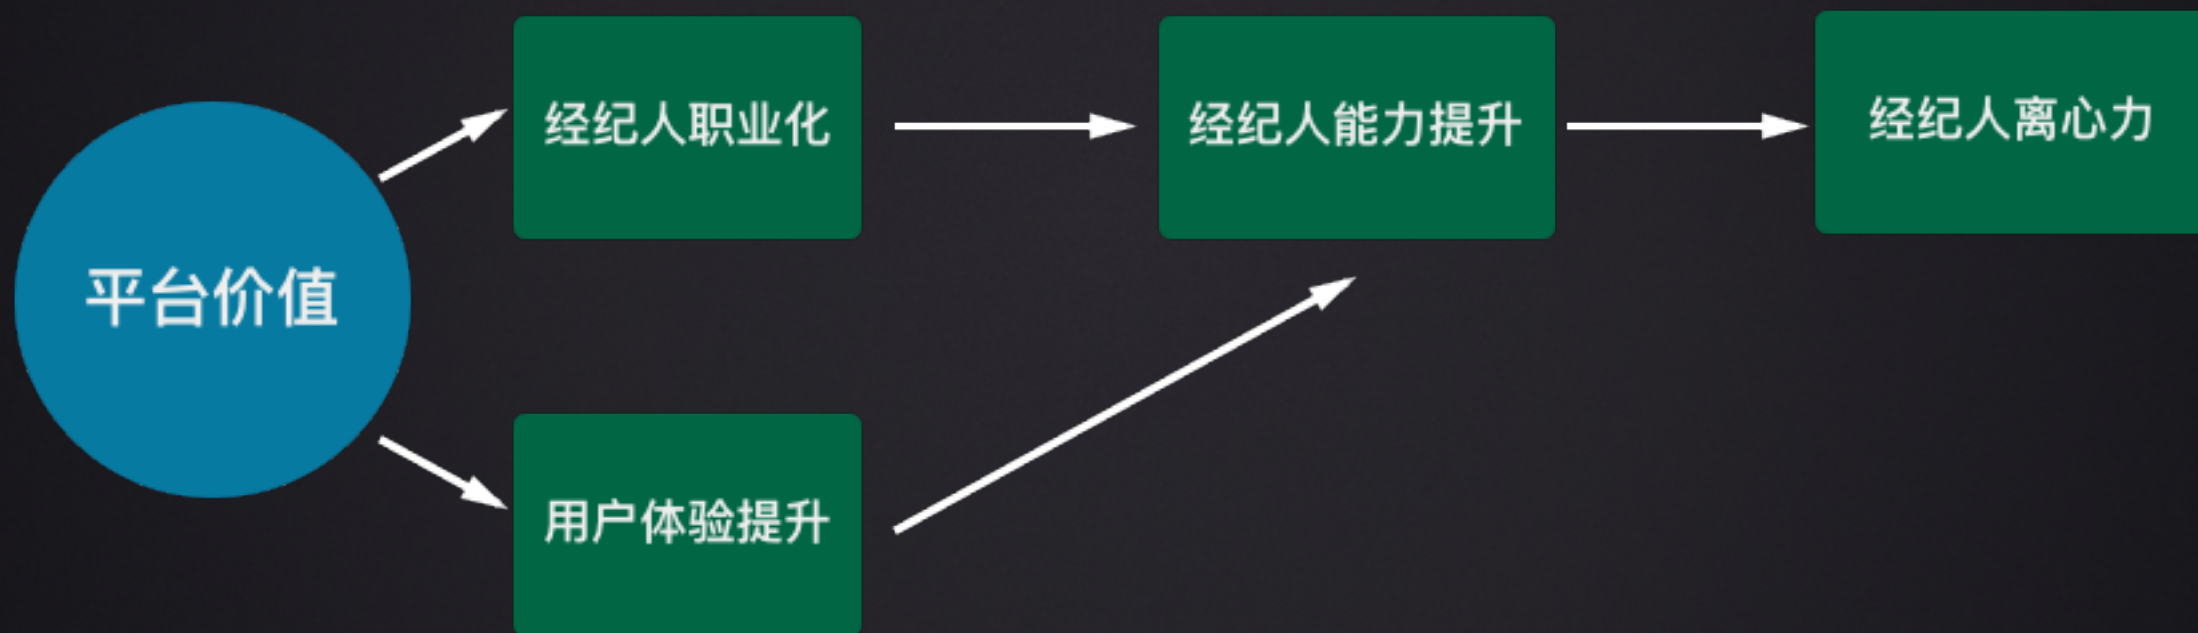 平台价值
经纪人职业化
经纪人能力提升
经纪人离心力
用户体验提升